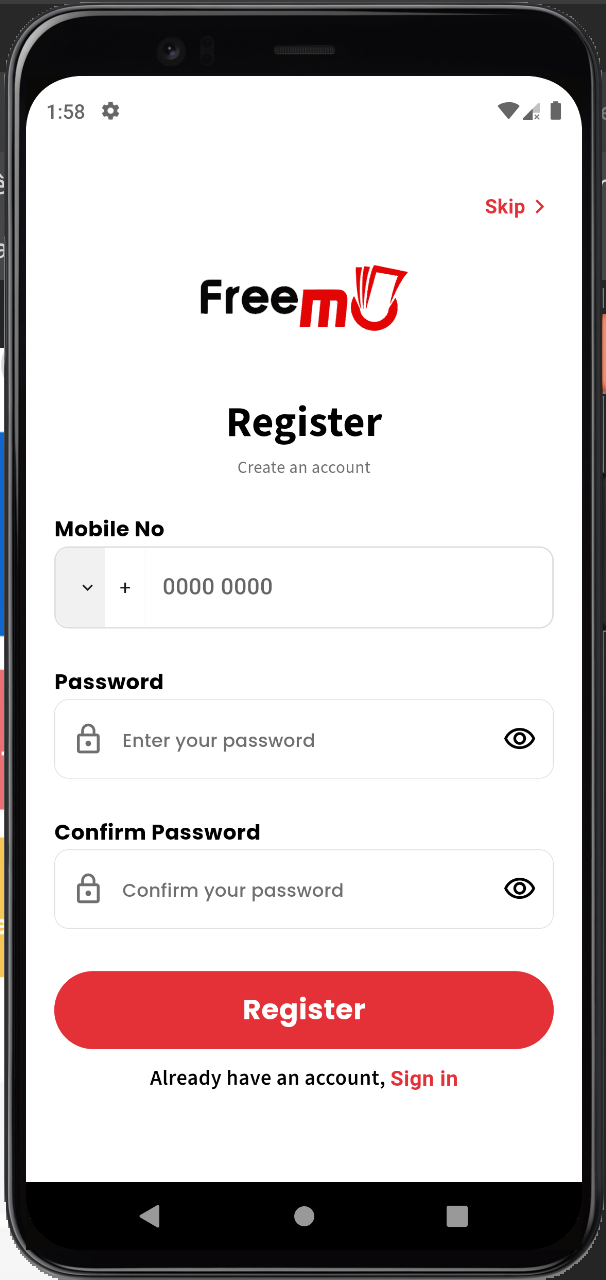 1:58
Skip
FreemU
Register
Create an account
Mobile No
+ 0000 0000
Password
Enter your password
Confirm Password
Confirm your password
Register
Already have an account, Sign in